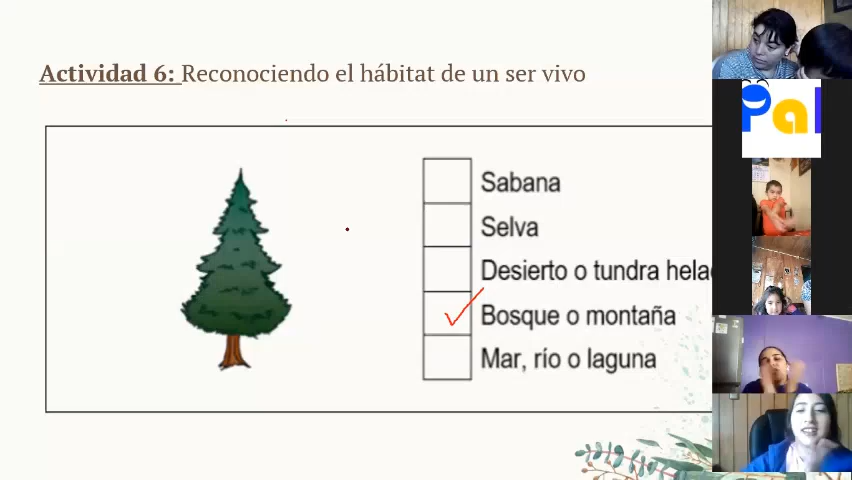 Actividad 6: Reconociendo el hábitat de un ser vivo
Sabana
Selva
Desierto o tundra helad
Bosque o montaña
Mar, río o laguna
Pal